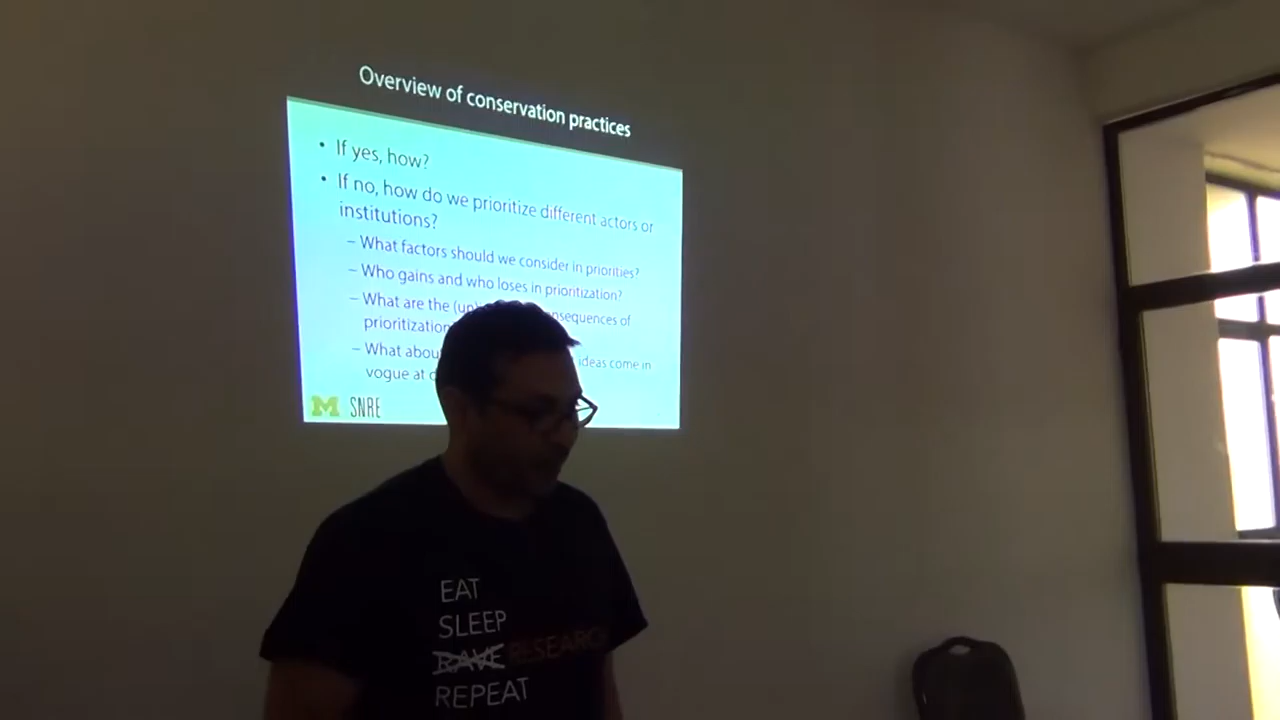 Overview of conservation practices
• If yes, how?
• If no, how do we prioritize different actors or
institutions?
– What factors should we consider in priorities?
– Who gains and who loses in prioritization?
– What are the (un) consequences of
prioritization
– What about ideas come in
vogue at
M SNRE
EAT
SLEEP
RAVE RESEARCH
REPEAT